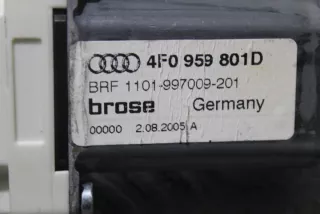 4F0 959 801D
BRF 1101-997009-201
brose Germany
00000 2.08.2005 A